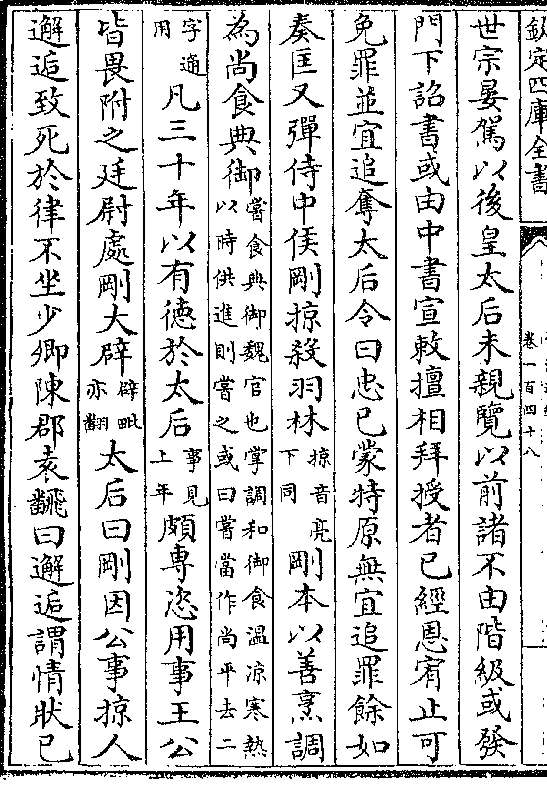 欽定四庫全書
卷一百四十八
世宗晏駕以後皇太后未親覽以前諸不由階級或發
門下詔書或由中書宣敕擅相拜授者已經恩宥止可
免罪並宜追奪太后令曰忠已蒙特原無宜追罪餘如
奏匡又彈侍中侯剛掠殺羽林掠音亮下同剛本以善烹調
為尚食典御嘗食典御魏官也掌調和御食温凉寒熱以時供進則嘗之或曰嘗當作尚平去二
字通用凡三十年以有德於太后事見上年頗專恣用事王公
皆畏附之廷尉處剛大辟辟毗亦翻太后曰剛因公事掠人
邂逅致死於律不坐少卿陳郡袁飜曰邂逅謂情狀已